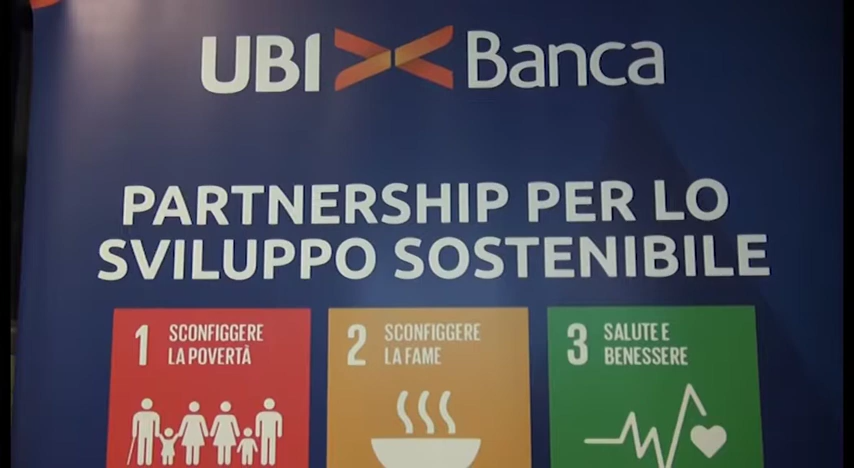 UBI Banca
PARTNERSHIP PER LO
SVILUPPO SOSTENIBILE
1 SCONFIGGERE
LA POVERTÀ
2 SCONFIGGERE
LA FAME
3 SALUTE E
BENESSERE